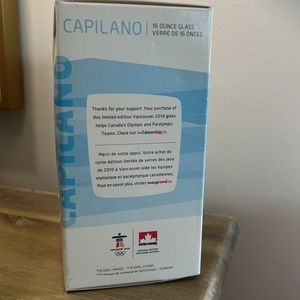 CAPILANO
16 OUNCE GLASS
VERRE DE 16 ONCES
CAPILANO
Thanks for your support. Your purchase of
this limited edition Vancouver 2010 glass
helps Canada's Olympic and Paralympic
Teams. Check out
Merci de votre appui. Votre achat de
cette édition limitée de verres des jeux
de 2010 à Vancouver aide les équipes
olympique et paralympique canadiennes.
Pour en savoir plus, visitez